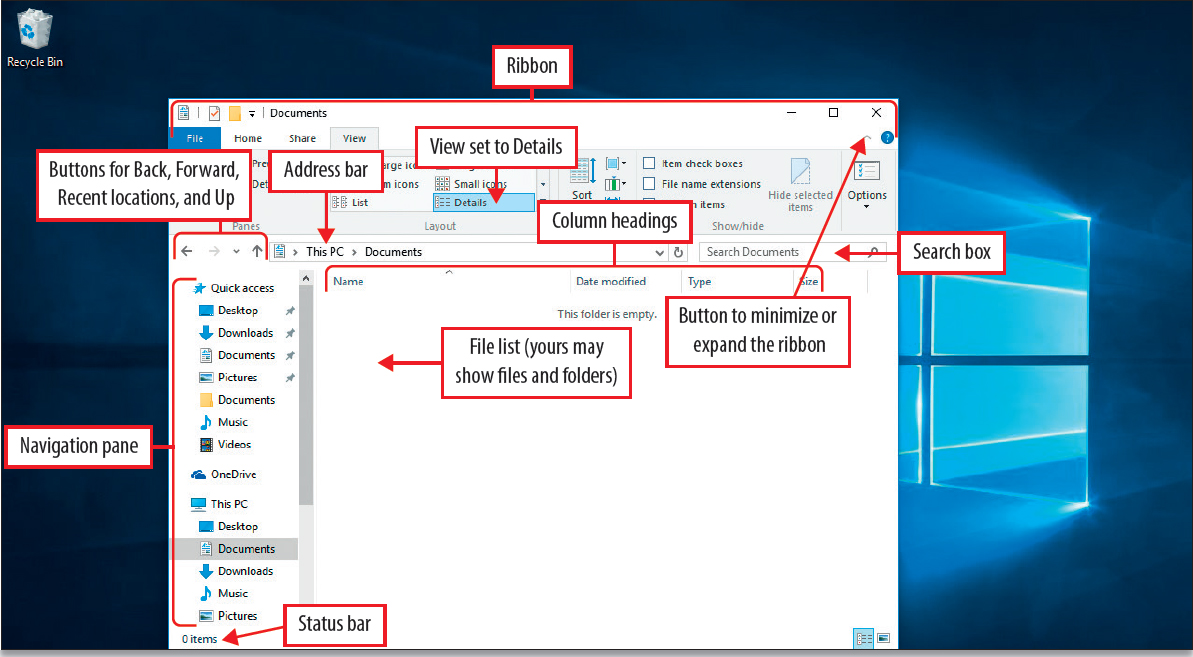 Recycle Bin
Ribbon
Documents
File Home Share View
Buttons for Back, Forward,
Recent locations, and Up
Address bar
View set to Details
Small icons
List
Details
Panes
Layout
Sort
Item check boxes
File name extensions
items
Hide selected
items
Show/hide
Options
Column headings
This PC > Documents
Search Documents
Search box
Name Date modified Type Size
This folder is empty.
File list (yours may
show files and folders)
Button to minimize or
expand the ribbon
Navigation pane
Quick access
Desktop
Downloads
Documents
Pictures
Documents
Music
Videos
OneDrive
This PC
Desktop
Documents
Downloads
Music
Pictures
0 items
Status bar